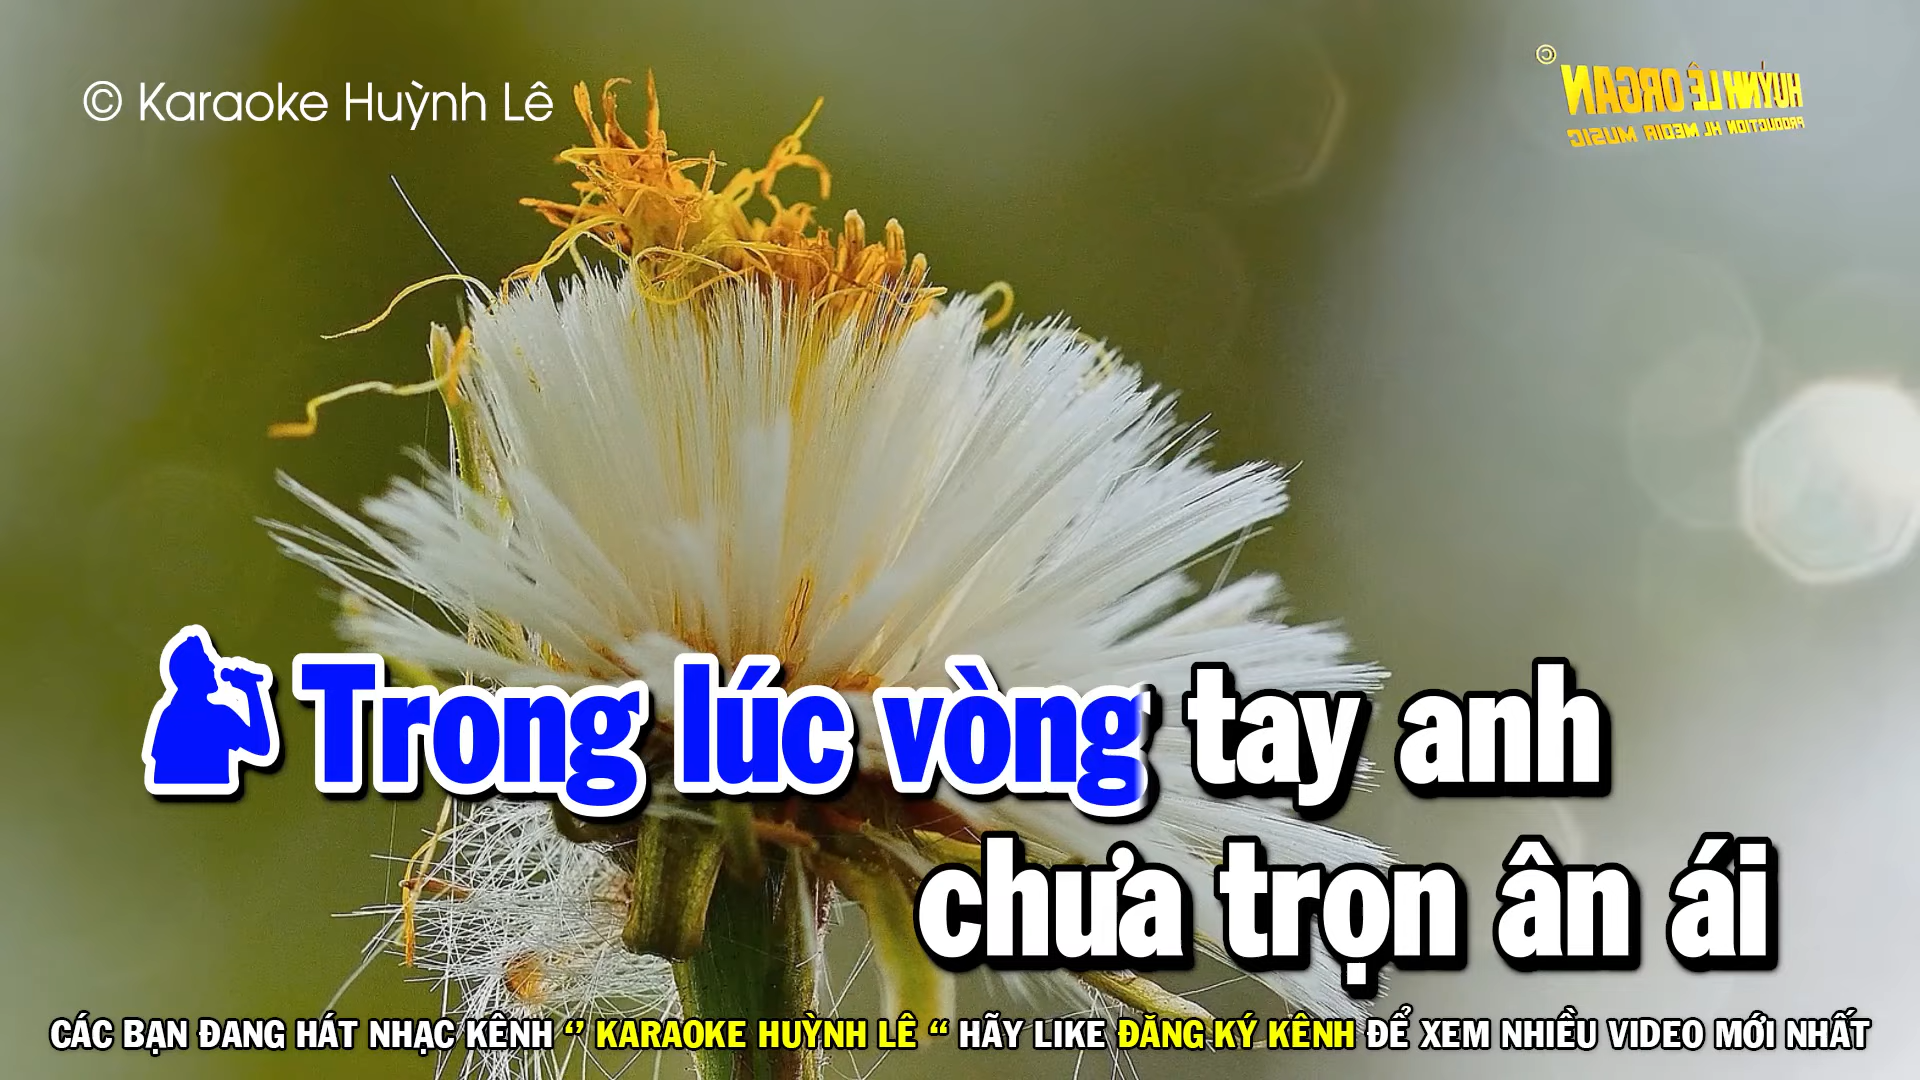 © Karaoke Huỳnh Lê
©
HUỲNH LÊ ORGAN
PRODUCTION HL MEDIA MUSIC
Trong lúc vòng tay anh
chưa trọn ân ái
CÁC BẠN ĐANG HÁT NHẠC KÊNH “ KARAOKE HUỲNH LÊ “ HÃY LIKE ĐĂNG KÝ KÊNH ĐỂ XEM NHIỀU VIDEO MỚI NHẤT